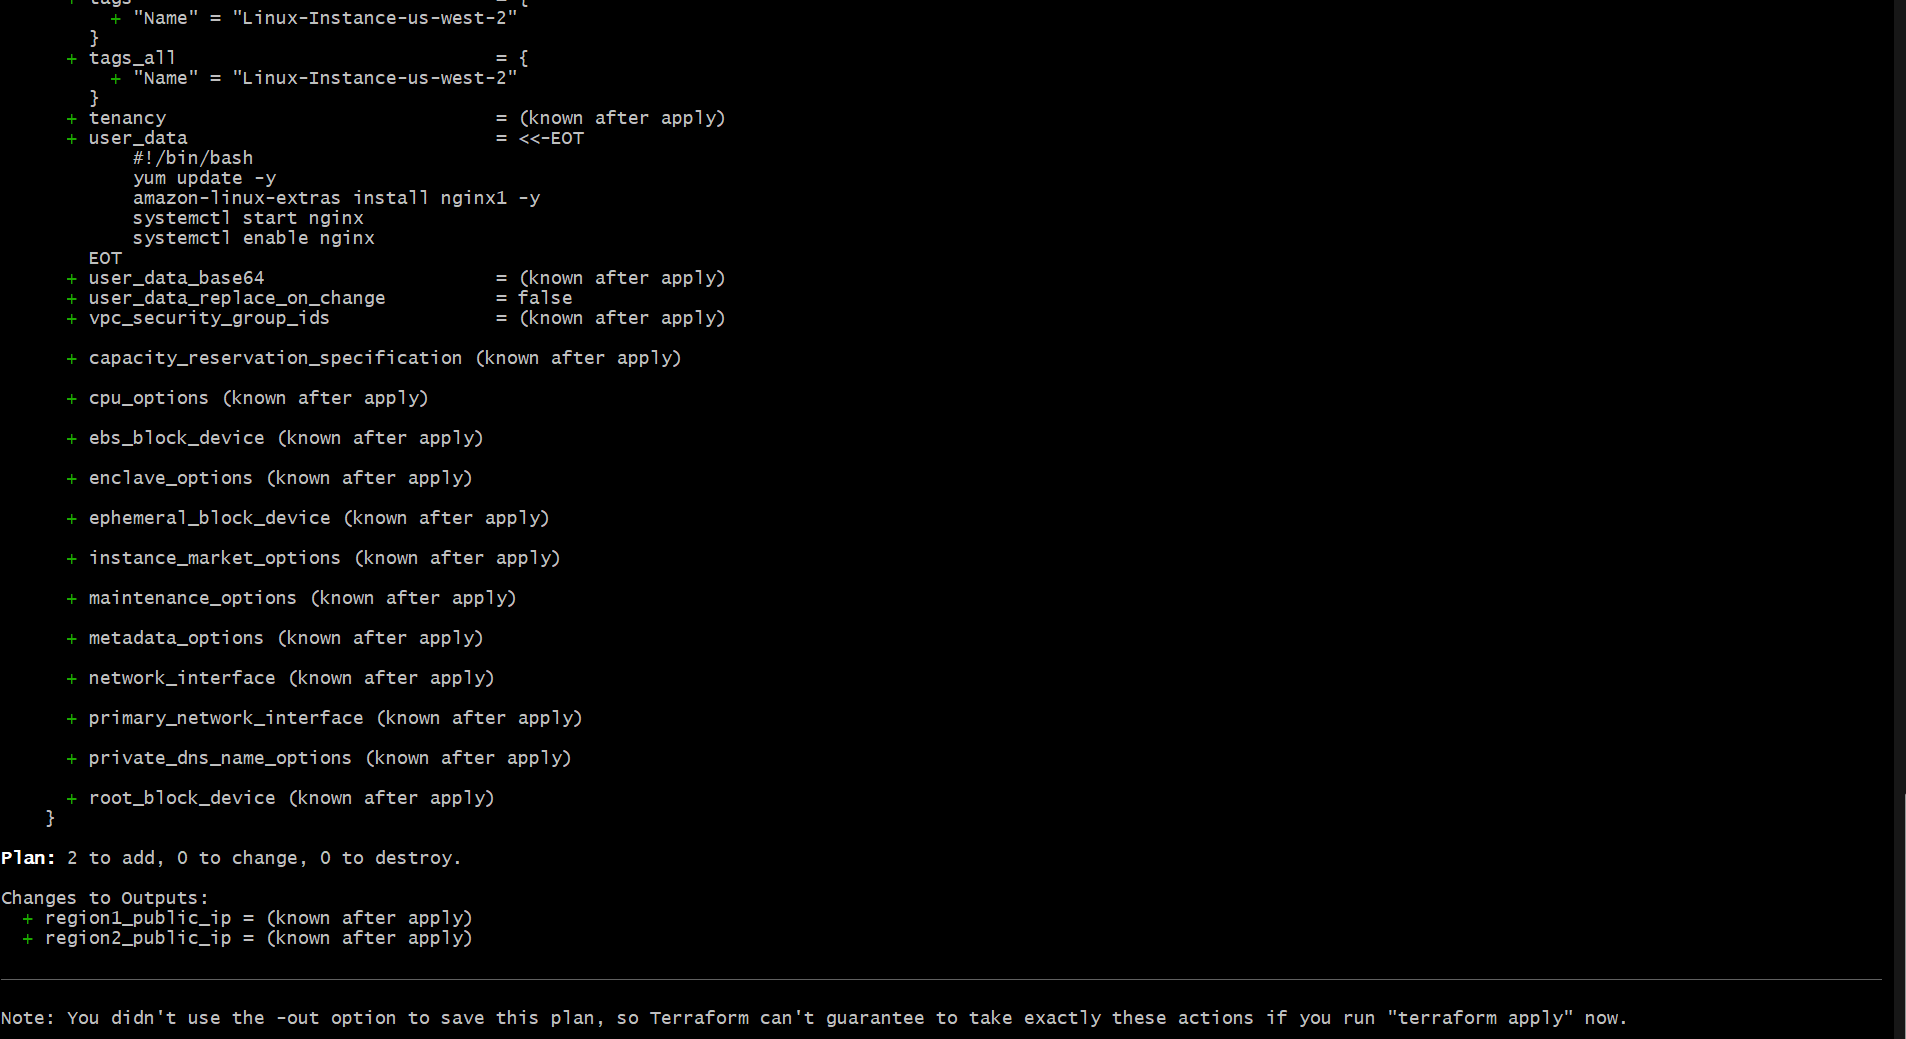 + tags = {
+ "Name" = "Linux-Instance-us-west-2"
}
+ tags_all = {
+ "Name" = "Linux-Instance-us-west-2"
}
+ tenancy = (known after apply)
+ user_data = <<-EOT
#!/bin/bash
yum update -y
amazon-linux-extras install nginx1 -y
systemctl start nginx
systemctl enable nginx
EOT
+ user_data_base64 = (known after apply)
+ user_data_replace_on_change = false
+ vpc_security_group_ids = (known after apply)
+ capacity_reservation_specification (known after apply)
+ cpu_options (known after apply)
+ ebs_block_device (known after apply)
+ enclave_options (known after apply)
+ ephemeral_block_device (known after apply)
+ instance_market_options (known after apply)
+ maintenance_options (known after apply)
+ metadata_options (known after apply)
+ network_interface (known after apply)
+ primary_network_interface (known after apply)
+ private_dns_name_options (known after apply)
+ root_block_device (known after apply)
}
Plan: 2 to add, 0 to change, 0 to destroy.
Changes to Outputs:
+ region1_public_ip = (known after apply)
+ region2_public_ip = (known after apply)
Note: You didn't use the -out option to save this plan, so Terraform can't guarantee to take exactly these actions if you run "terraform apply" now.